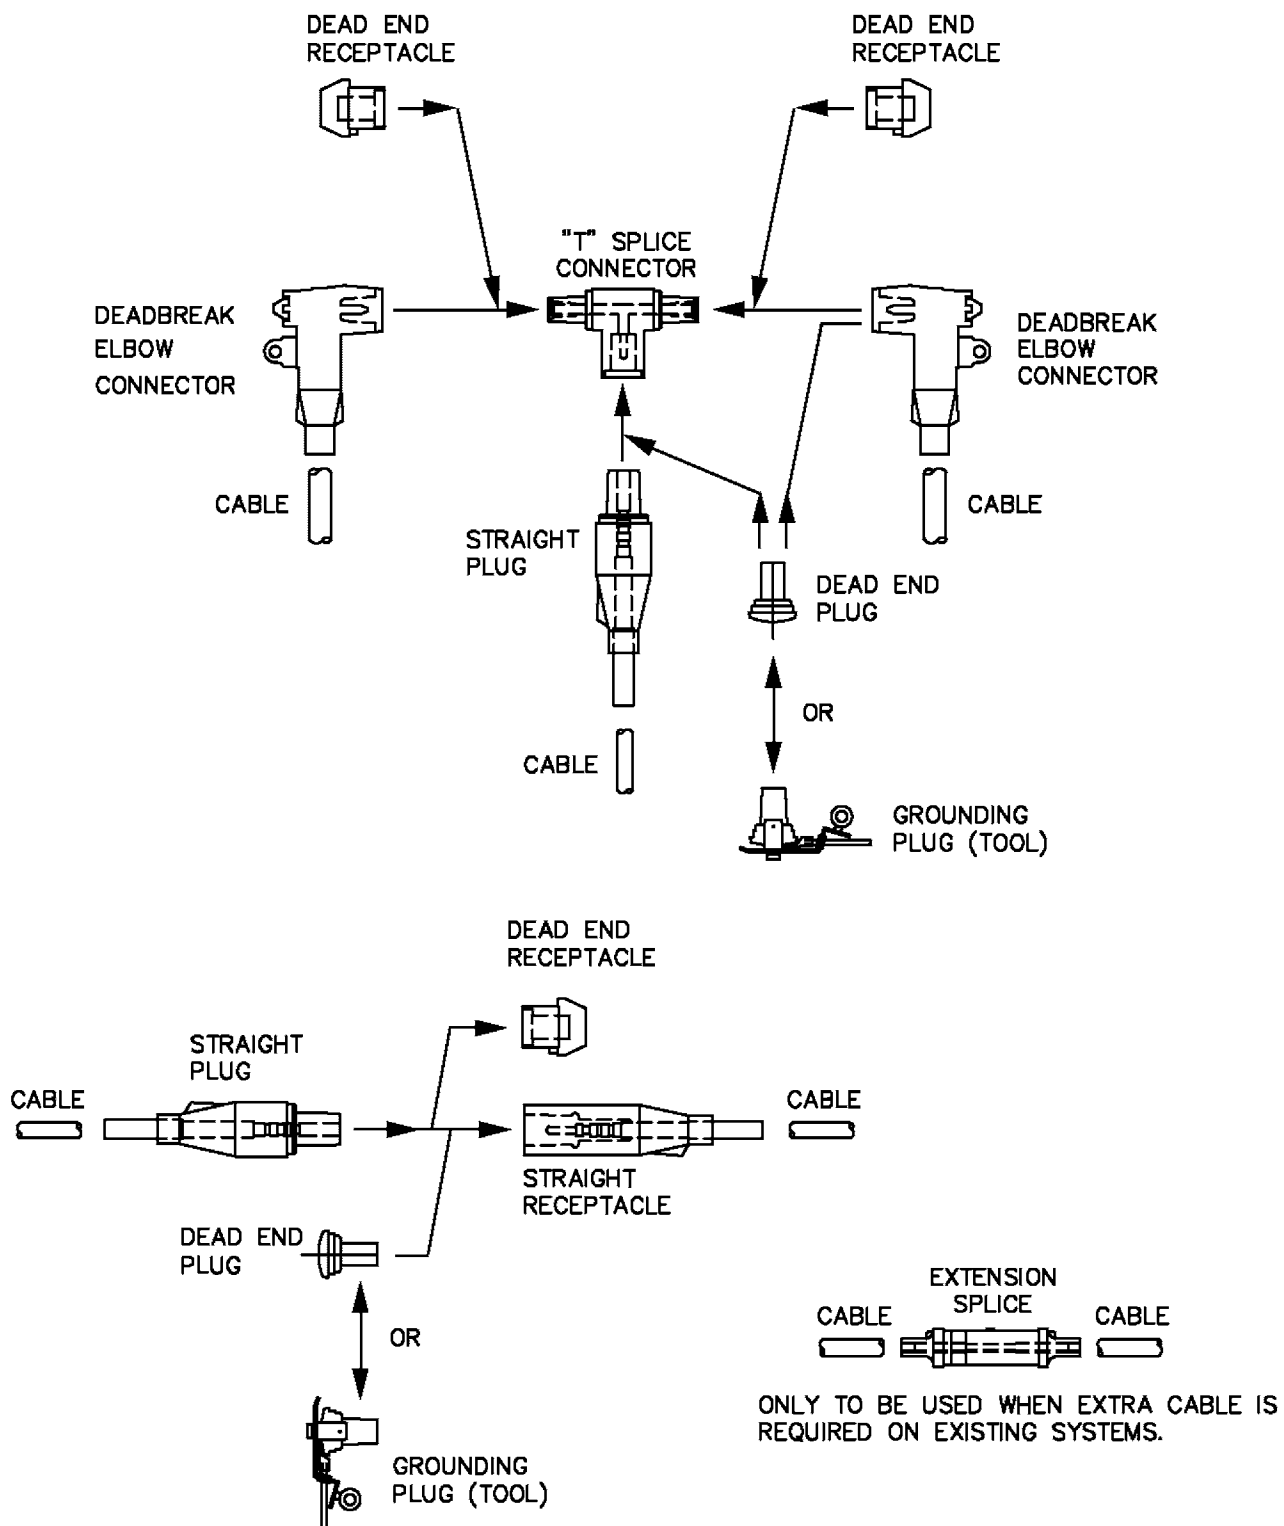 DEAD END
RECEPTACLE
DEAD END
RECEPTACLE
"T" SPLICE
CONNECTOR
DEADBREAK
ELBOW
CONNECTOR
DEADBREAK
ELBOW
CONNECTOR
CABLE
CABLE
STRAIGHT
PLUG
DEAD END
PLUG
OR
CABLE
GROUNDING
PLUG (TOOL)
DEAD END
RECEPTACLE
STRAIGHT
PLUG
CABLE
CABLE
STRAIGHT
RECEPTACLE
DEAD END
PLUG
OR
EXTENSION
SPLICE
CABLE
CABLE
ONLY TO BE USED WHEN EXTRA CABLE IS
REQUIRED ON EXISTING SYSTEMS.
GROUNDING
PLUG (TOOL)